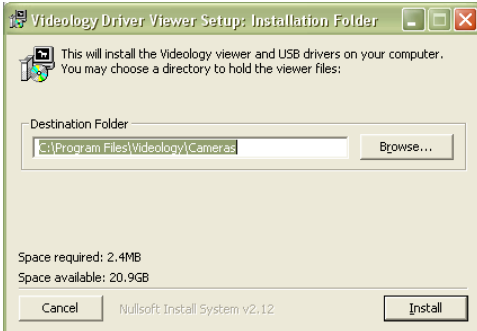 Videology Driver Viewer Setup: Installation Folder
This will install the Videology viewer and USB drivers on your computer.
You may choose a directory to hold the viewer files:
Destination Folder
C:\Program Files\Videology\Cameras
Browse...
Space required: 2.4MB
Space available: 20.9GB
Cancel
Nullsoft Install System v2.12
Install